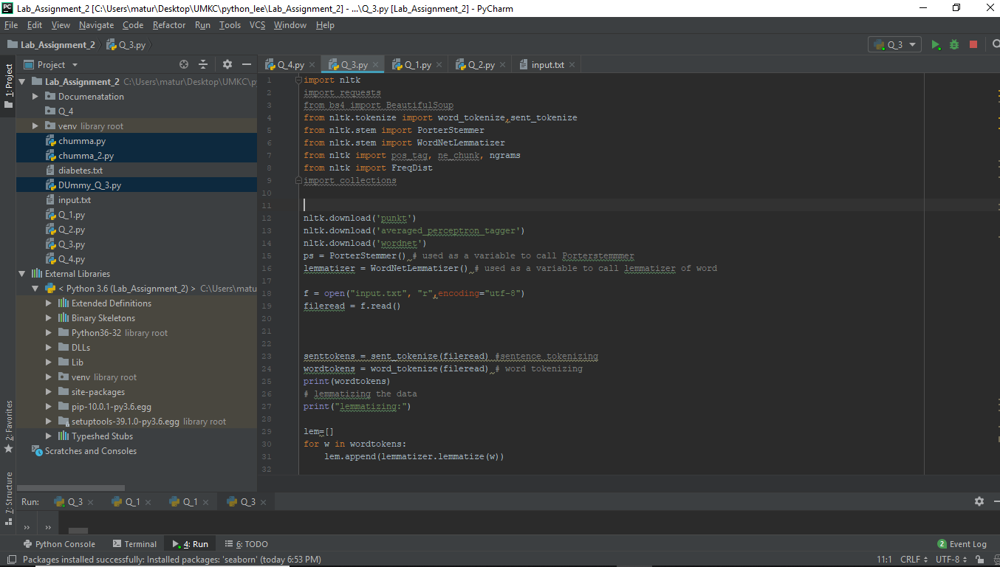 Lab_Assignment_2 [C:\Users\matur\Desktop\UMKC\python_lee\Lab_Assignment_2] - ...\Q_3.py [Lab_Assignment_2] - PyCharm
File Edit View Navigate Code Refactor Run Tools VCS Window Help
Lab_Assignment_2 Q_3.py Q_3
1: Project
Project
Lab_Assignment_2 C:\Users\matur\Desktop\UMKC\p
Documenatation
Q_4
venv library root
chumma.py
chumma_2.py
diabetes.txt
DUmmy_Q_3.py
input.txt
Q_1.py
Q_2.py
Q_3.py
Q_4.py
External Libraries
< Python 3.6 (Lab_Assignment_2) > C:\Users\matu
Extended Definitions
Binary Skeletons
Python36-32 library root
DLLs
Lib
venv library root
site-packages
pip-10.0.1-py3.6.egg
setuptools-39.1.0-py3.6.egg library root
Typeshed Stubs
Scratches and Consoles
2: Favorites
7: Structure
Q_4.py Q_3.py Q_1.py Q_2.py input.txt
1 import nltk
2 import requests
3 from bs4 import BeautifulSoup
4 from nltk.tokenize import word_tokenize,sent_tokenize
5 from nltk.stem import PorterStemmer
6 from nltk.stem import WordNetLemmatizer
7 from nltk import pos_tag, ne_chunk, ngrams
8 from nltk import FreqDist
9 import collections
10
11
12 nltk.download('punkt')
13 nltk.download('averaged_perceptron_tagger')
14 nltk.download('wordnet')
15 ps = PorterStemmer() # used as a variable to call Porterstemmmer
16 lemmatizer = WordNetLemmatizer() # used as a variable to call lemmatizer of word
17
18 f = open("input.txt", "r",encoding="utf-8")
19 fileread = f.read()
20
21
22
23 senttokens = sent_tokenize(fileread) #sentence tokenizing
24 wordtokens = word_tokenize(fileread) # word tokenizing
25 print(wordtokens)
26 # lemmatizing the data
27 print("lemmatizing:")
28
29 lem=[]
30 for w in wordtokens:
31 lem.append(lemmatizer.lemmatize(w))
32
Run: Q_3 Q_1 Q_1 Q_3
Python Console Terminal 4: Run 6: TODO 2 Event Log
Packages installed successfully: Installed packages: 'seaborn' (today 6:53 PM) 11:1 CRLF UTF-8